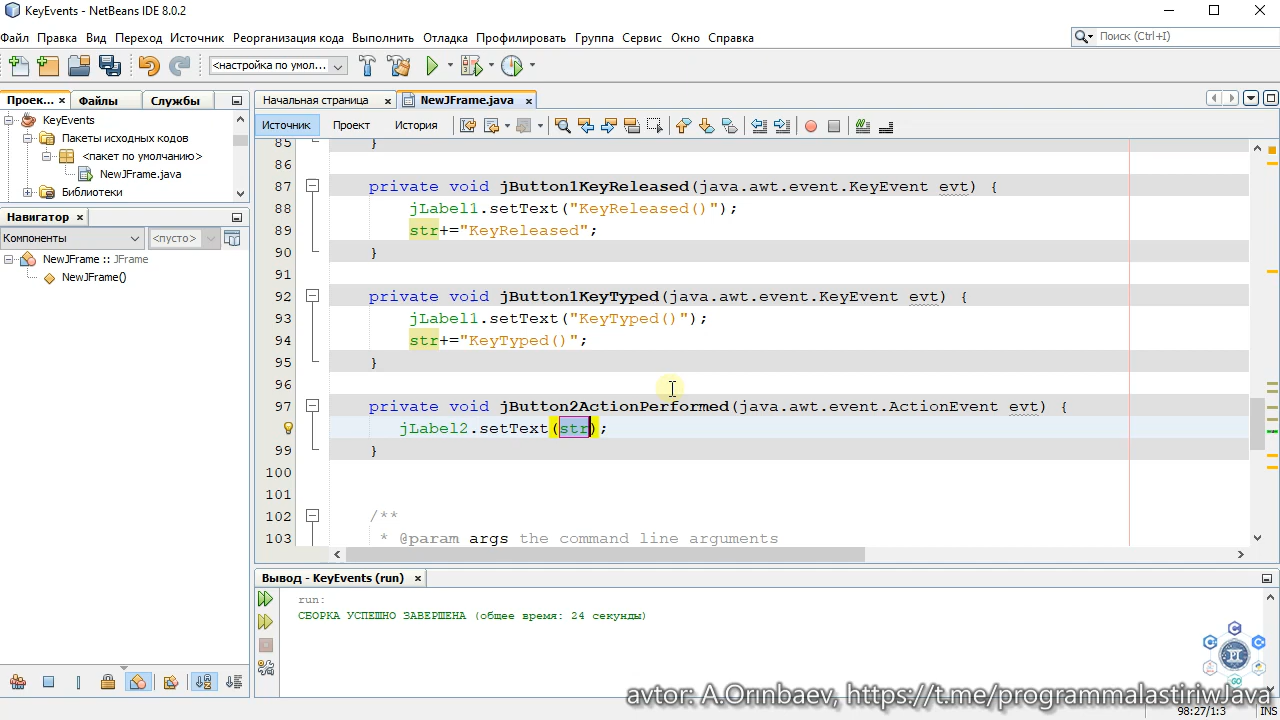 KeyEvents - NetBeans IDE 8.0.2
Файл Правка Вид Переход Источник Реорганизация кода Выполнить Отладка Профилировать Группа Сервис Окно Справка
Поиск (Ctrl+I)
<настройка по умол...
Проек... Файлы Службы
Начальная страница NewJFrame.java
KeyEvents
Пакеты исходных кодов
<пакет по умолчанию>
NewJFrame.java
Библиотеки
Источник Проект История
Навигатор
Компоненты <пусто>
NewJFrame :: JFrame
NewJFrame()
85 }
86
87 private void jButton1KeyReleased(java.awt.event.KeyEvent evt) {
88 jLabel1.setText("KeyReleased()");
89 str+="KeyReleased";
90 }
91
92 private void jButton1KeyTyped(java.awt.event.KeyEvent evt) {
93 jLabel1.setText("KeyTyped()");
94 str+="KeyTyped()";
95 }
96
97 private void jButton2ActionPerformed(java.awt.event.ActionEvent evt) {
jLabel2.setText(str);
99 }
100
101
102 /**
103 * @param args the command line arguments
Вывод - KeyEvents (run)
run:
СБОРКА УСПЕШНО ЗАВЕРШЕНА (общее время: 24 секунды)
avtor: A.Orınbaev, https://t.me/programmalastiriwJava
98:27/1:3 INS